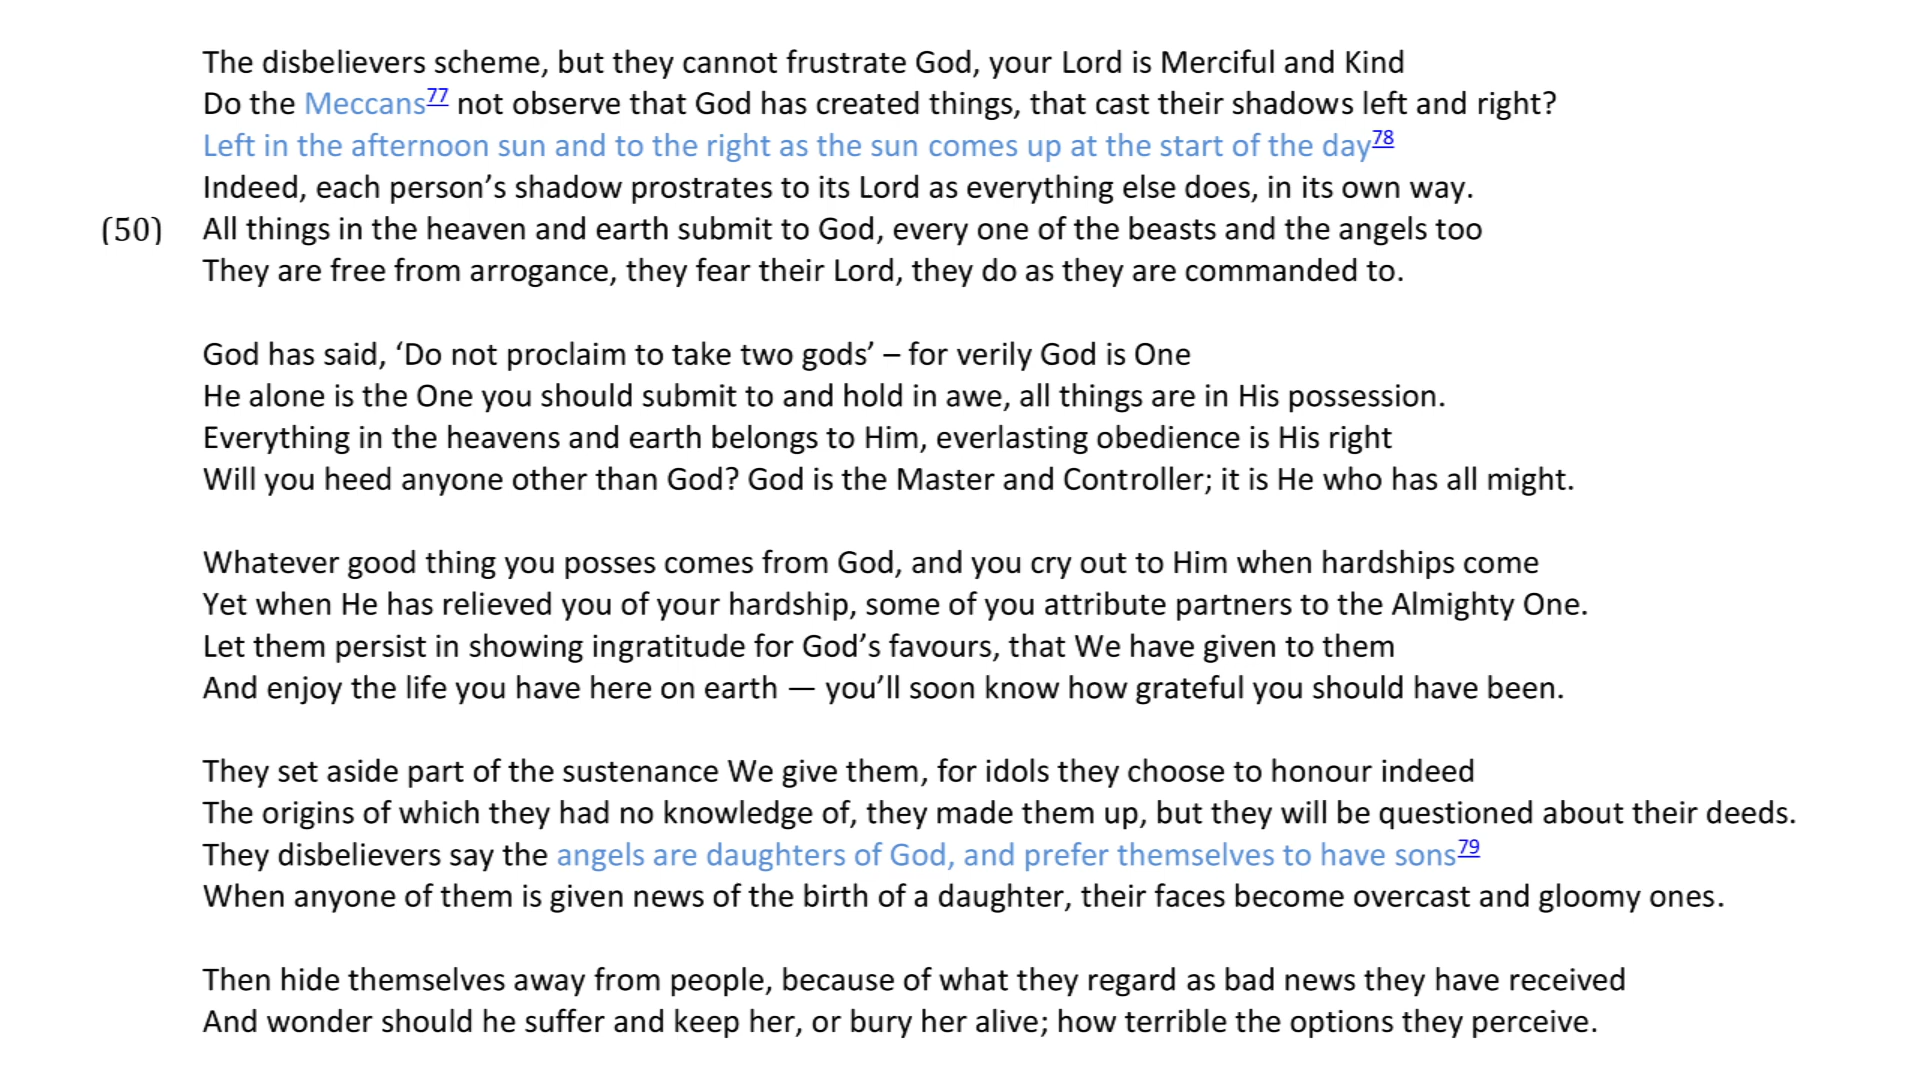 The disbelievers scheme, but they cannot frustrate God, your Lord is Merciful and Kind
Do the Meccans77 not observe that God has created things, that cast their shadows left and right?
Left in the afternoon sun and to the right as the sun comes up at the start of the day78
Indeed, each person’s shadow prostrates to its Lord as everything else does, in its own way.
(50) All things in the heaven and earth submit to God, every one of the beasts and the angels too
They are free from arrogance, they fear their Lord, they do as they are commanded to.
God has said, ‘Do not proclaim to take two gods’ – for verily God is One
He alone is the One you should submit to and hold in awe, all things are in His possession.
Everything in the heavens and earth belongs to Him, everlasting obedience is His right
Will you heed anyone other than God? God is the Master and Controller; it is He who has all might.
Whatever good thing you posses comes from God, and you cry out to Him when hardships come
Yet when He has relieved you of your hardship, some of you attribute partners to the Almighty One.
Let them persist in showing ingratitude for God’s favours, that We have given to them
And enjoy the life you have here on earth — you’ll soon know how grateful you should have been.
They set aside part of the sustenance We give them, for idols they choose to honour indeed
The origins of which they had no knowledge of, they made them up, but they will be questioned about their deeds.
They disbelievers say the angels are daughters of God, and prefer themselves to have sons79
When anyone of them is given news of the birth of a daughter, their faces become overcast and gloomy ones.
Then hide themselves away from people, because of what they regard as bad news they have received
And wonder should he suffer and keep her, or bury her alive; how terrible the options they perceive.